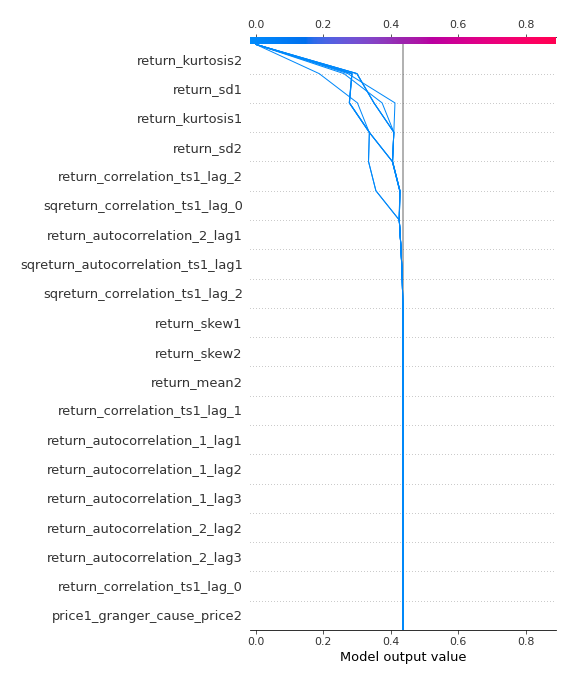 0.0 0.2 0.4 0.6 0.8
return_kurtosis2
return_sd1
return_kurtosis1
return_sd2
return_correlation_ts1_lag_2
sqreturn_correlation_ts1_lag_0
return_autocorrelation_2_lag1
sqreturn_autocorrelation_ts1_lag1
sqreturn_correlation_ts1_lag_2
return_skew1
return_skew2
return_mean2
return_correlation_ts1_lag_1
return_autocorrelation_1_lag1
return_autocorrelation_1_lag2
return_autocorrelation_1_lag3
return_autocorrelation_2_lag2
return_autocorrelation_2_lag3
return_correlation_ts1_lag_0
price1_granger_cause_price2
0.0 0.2 0.4 0.6 0.8
Model output value